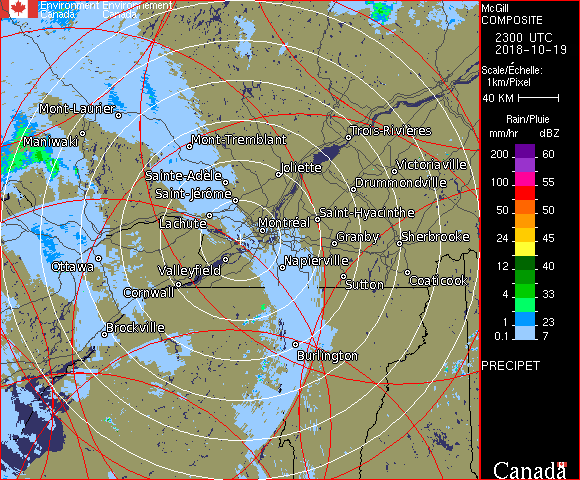 Environment Environnement
Canada Canada
Mont-Laurier
Maniwaki
Mont-Tremblant
Trois-Rivières
Joliette
Victoriaville
Sainte-Adèle
Drummondville
Saint-Jérôme
Saint-Hyacinthe
Lachute
Montréal
Granby
Sherbrooke
Ottawa
Valleyfield
Napierville
Cornwall
Sutton
Coaticook
Brockville
Burlington
McGill
COMPOSITE
2300 UTC
2018-10-19
Scale/Échelle:
1km/Pixel
40 KM
Rain/Pluie
mm/hr dBZ
200 60
100 55
50 50
24 45
12 40
4 33
1 23
0.1 7
PRECIPET
Canada